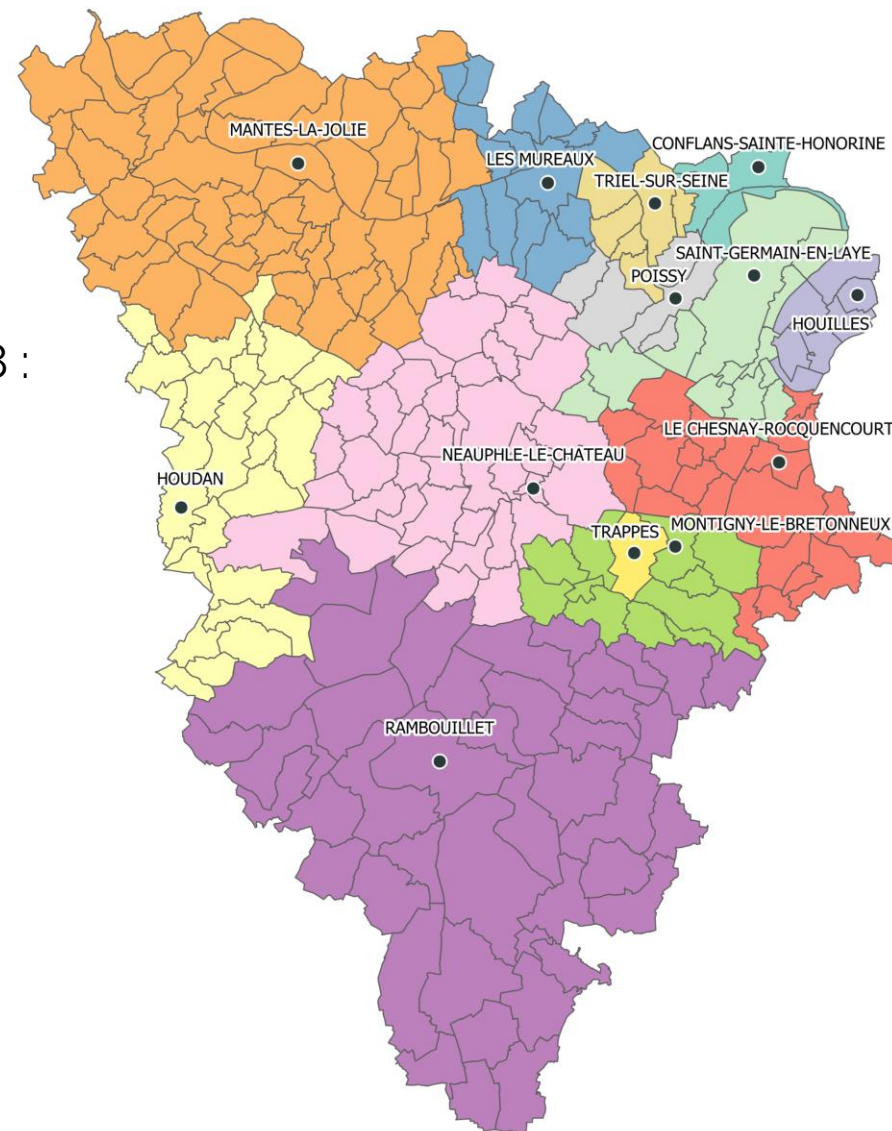 MANTES-LA-JOLIE
CONFLANS-SAINTE-HONORINE
LES MUREAUX
TRIEL-SUR-SEINE
SAINT-GERMAIN-EN-LAYE
POISSY
HOUILLES
3 :
LE CHESNAY-ROCQUENCOURT
NEAUPHLE-LE-CHÂTEAU
HOUDAN
TRAPPES
MONTIGNY-LE-BRETONNEUX
RAMBOUILLET